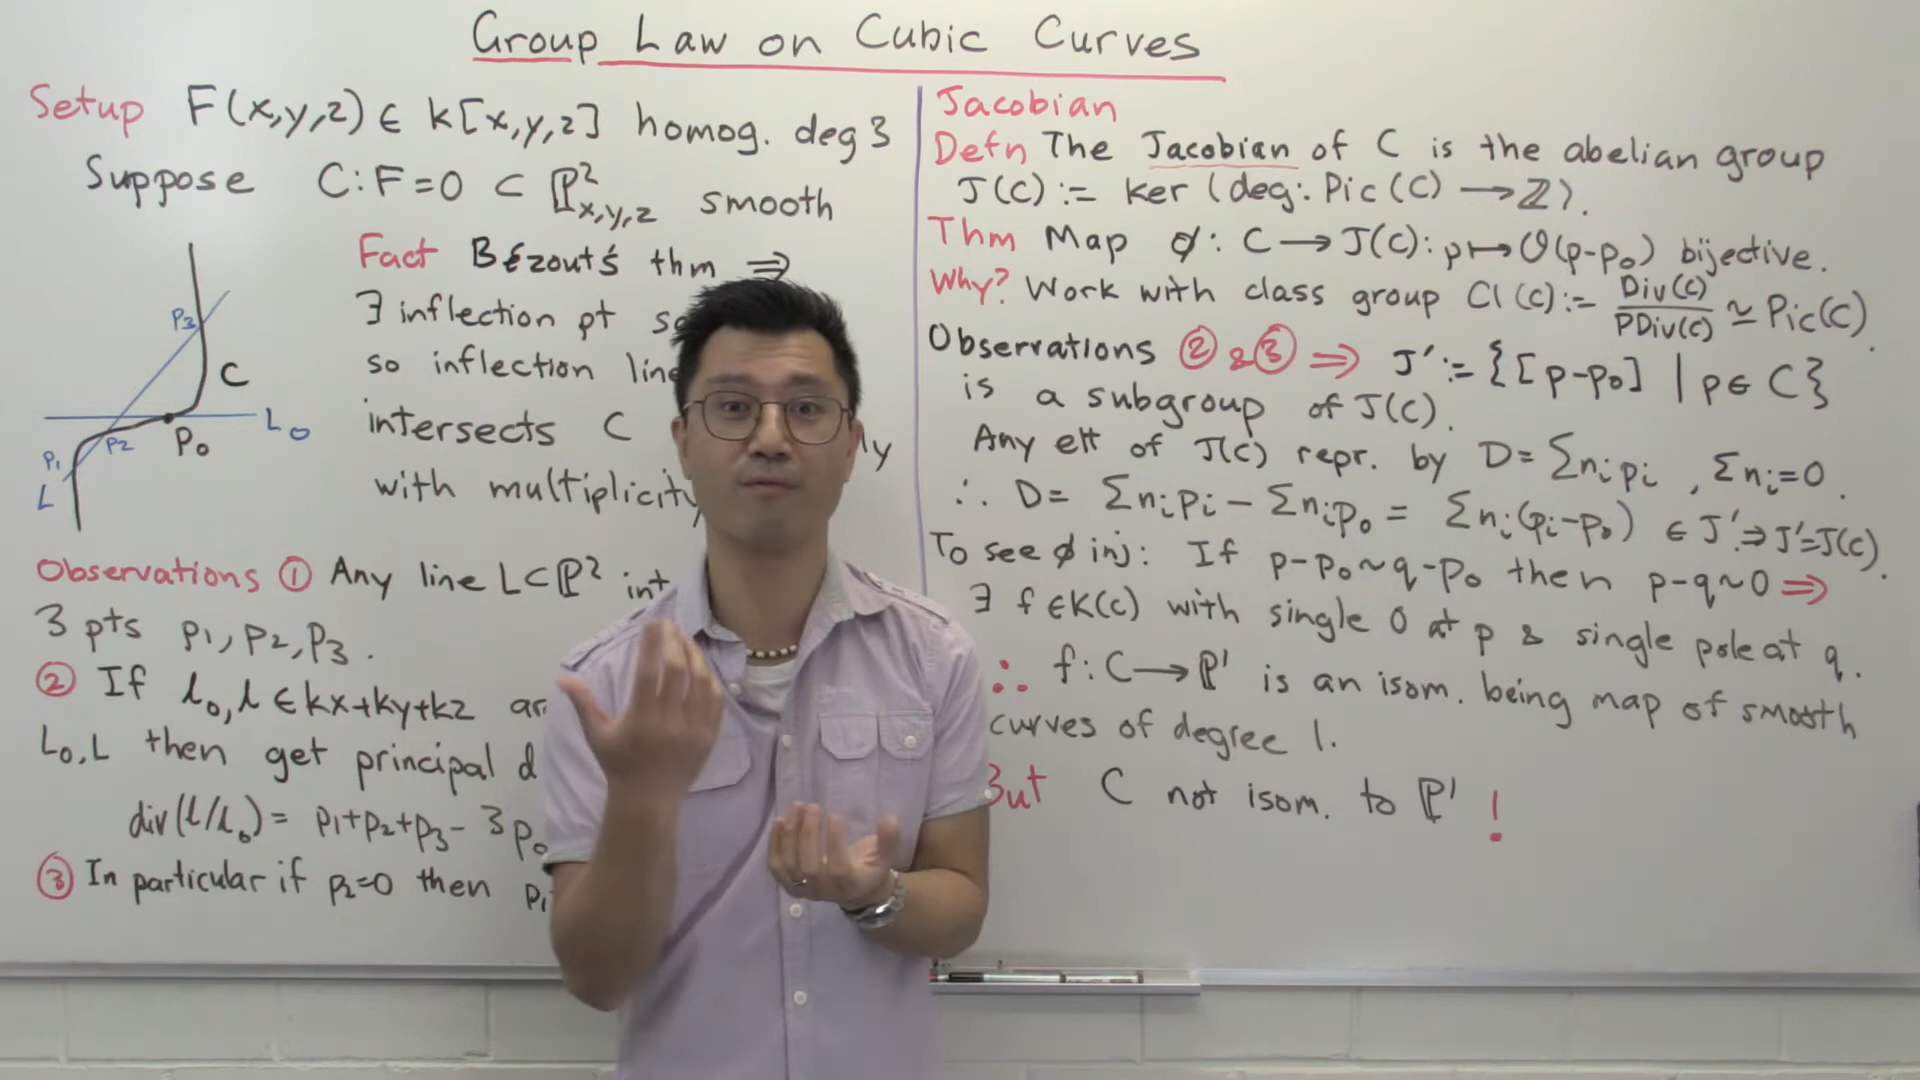 Group Law on Cubic Curves
Setup F(x,y,z) ∈ k[x,y,z] homog. deg 3
Suppose C: F=0 ⊂ ℙ²_{x,y,z} smooth
Fact Bézout's thm ⇒
∃ inflection pt
so inflection line
intersects C
with multiplicity
P3
C
L0
P0
P2
P1
L
Observations ① Any line L⊂ℙ² int
3 pts p1, p2, p3.
② If l0, l ∈ kx+ky+kz
L0, L then get principal
div(l/l0) = p1+p2+p3 - 3p0
③ In particular if p2=0 then p1
Jacobian
Defn The Jacobian of C is the abelian group
J(C) := ker (deg: Pic(C) → ℤ).
Thm Map ϕ: C → J(C): p ↦ O(p-p0) bijective.
Why? Work with class group Cl(C) := Div(C)/PDiv(C) ≃ Pic(C).
Observations ② & ③ ⇒ J' := {[p-p0] | p ∈ C}
is a subgroup of J(C).
Any elt of J(C) repr. by D = Σnipi, Σni=0.
∴ D = Σnipi - Σnip0 = Σni(pi-p0) ∈ J' ⇒ J'=J(C).
To see ϕ inj: If p-p0 ~ q-p0 then p-q ~ 0 ⇒
∃ f ∈ K(C) with single 0 at p & single pole at q.
∴ f: C → ℙ¹ is an isom. being map of smooth
curves of degree 1.
But C not isom. to ℙ¹ !